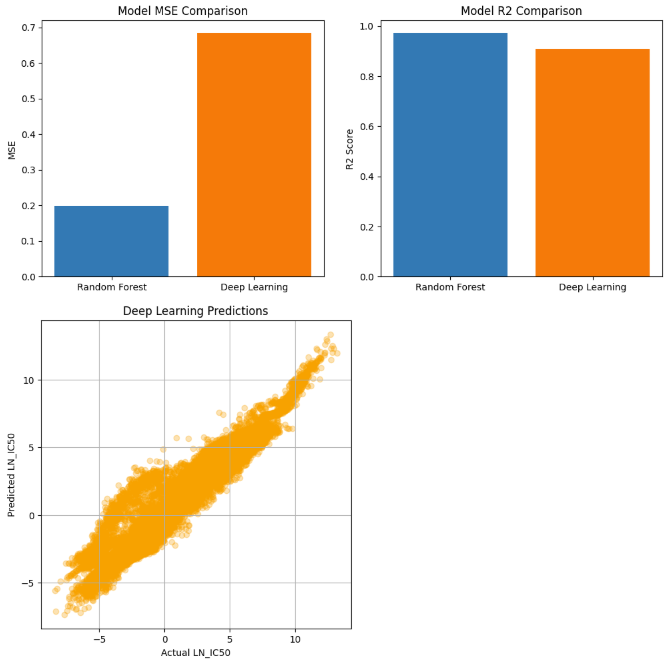 Model MSE Comparison
0.7
0.6
0.5
0.4
0.3
0.2
0.1
0.0
MSE
Random Forest
Deep Learning
Model R2 Comparison
1.0
0.8
0.6
0.4
0.2
0.0
R2 Score
Random Forest
Deep Learning
Deep Learning Predictions
10
5
0
−5
Predicted LN_IC50
−5
0
5
10
Actual LN_IC50